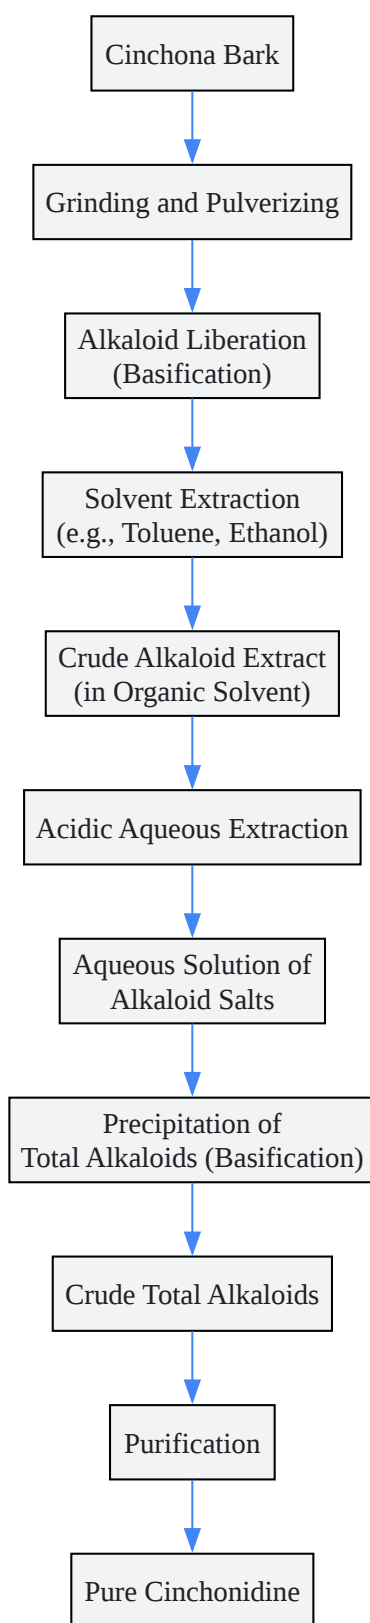 Cinchona Bark
Grinding and Pulverizing
Alkaloid Liberation
(Basification)
Solvent Extraction
(e.g., Toluene, Ethanol)
Crude Alkaloid Extract
(in Organic Solvent)
Acidic Aqueous Extraction
Aqueous Solution of
Alkaloid Salts
Precipitation of
Total Alkaloids (Basification)
Crude Total Alkaloids
Purification
Pure Cinchonidine